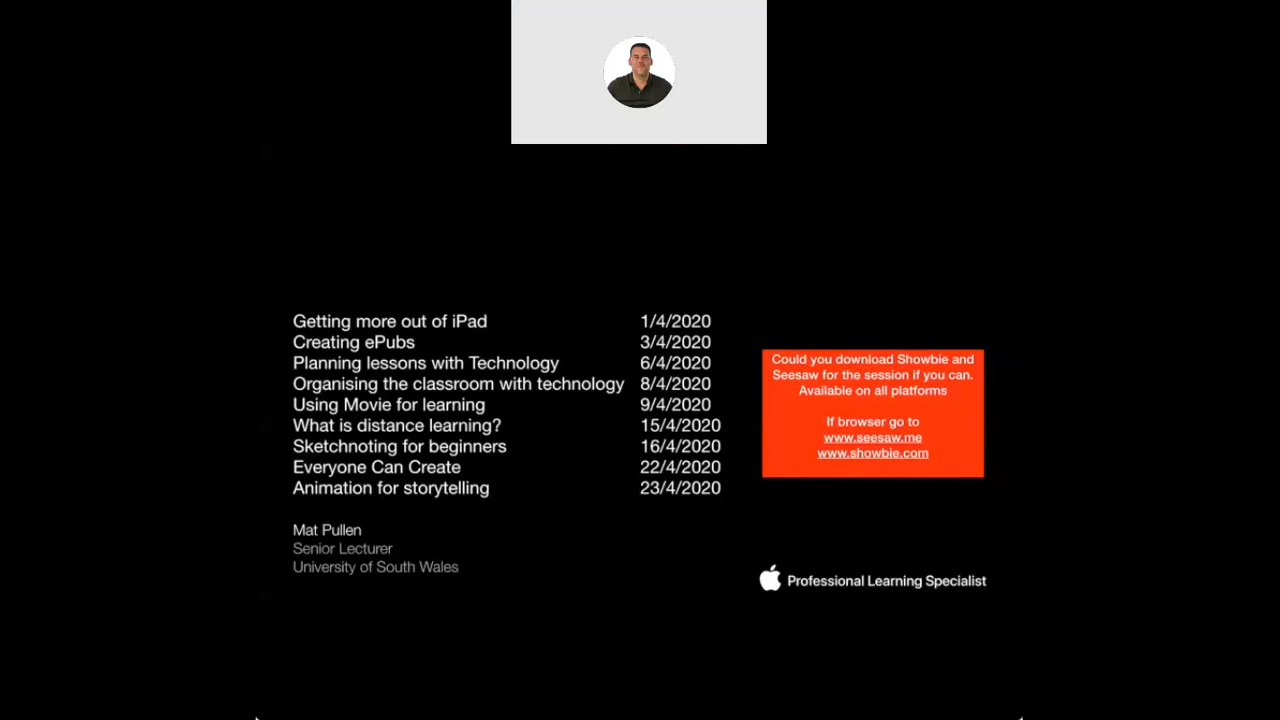 Getting more out of iPad 1/4/2020
Creating ePubs 3/4/2020
Planning lessons with Technology 6/4/2020
Organising the classroom with technology 8/4/2020
Using Movie for learning 9/4/2020
What is distance learning? 15/4/2020
Sketchnoting for beginners 16/4/2020
Everyone Can Create 22/4/2020
Animation for storytelling 23/4/2020
Mat Pullen
Senior Lecturer
University of South Wales
Could you download Showbie and
Seesaw for the session if you can.
Available on all platforms
If browser go to
www.seesaw.me
www.showbie.com
Professional Learning Specialist